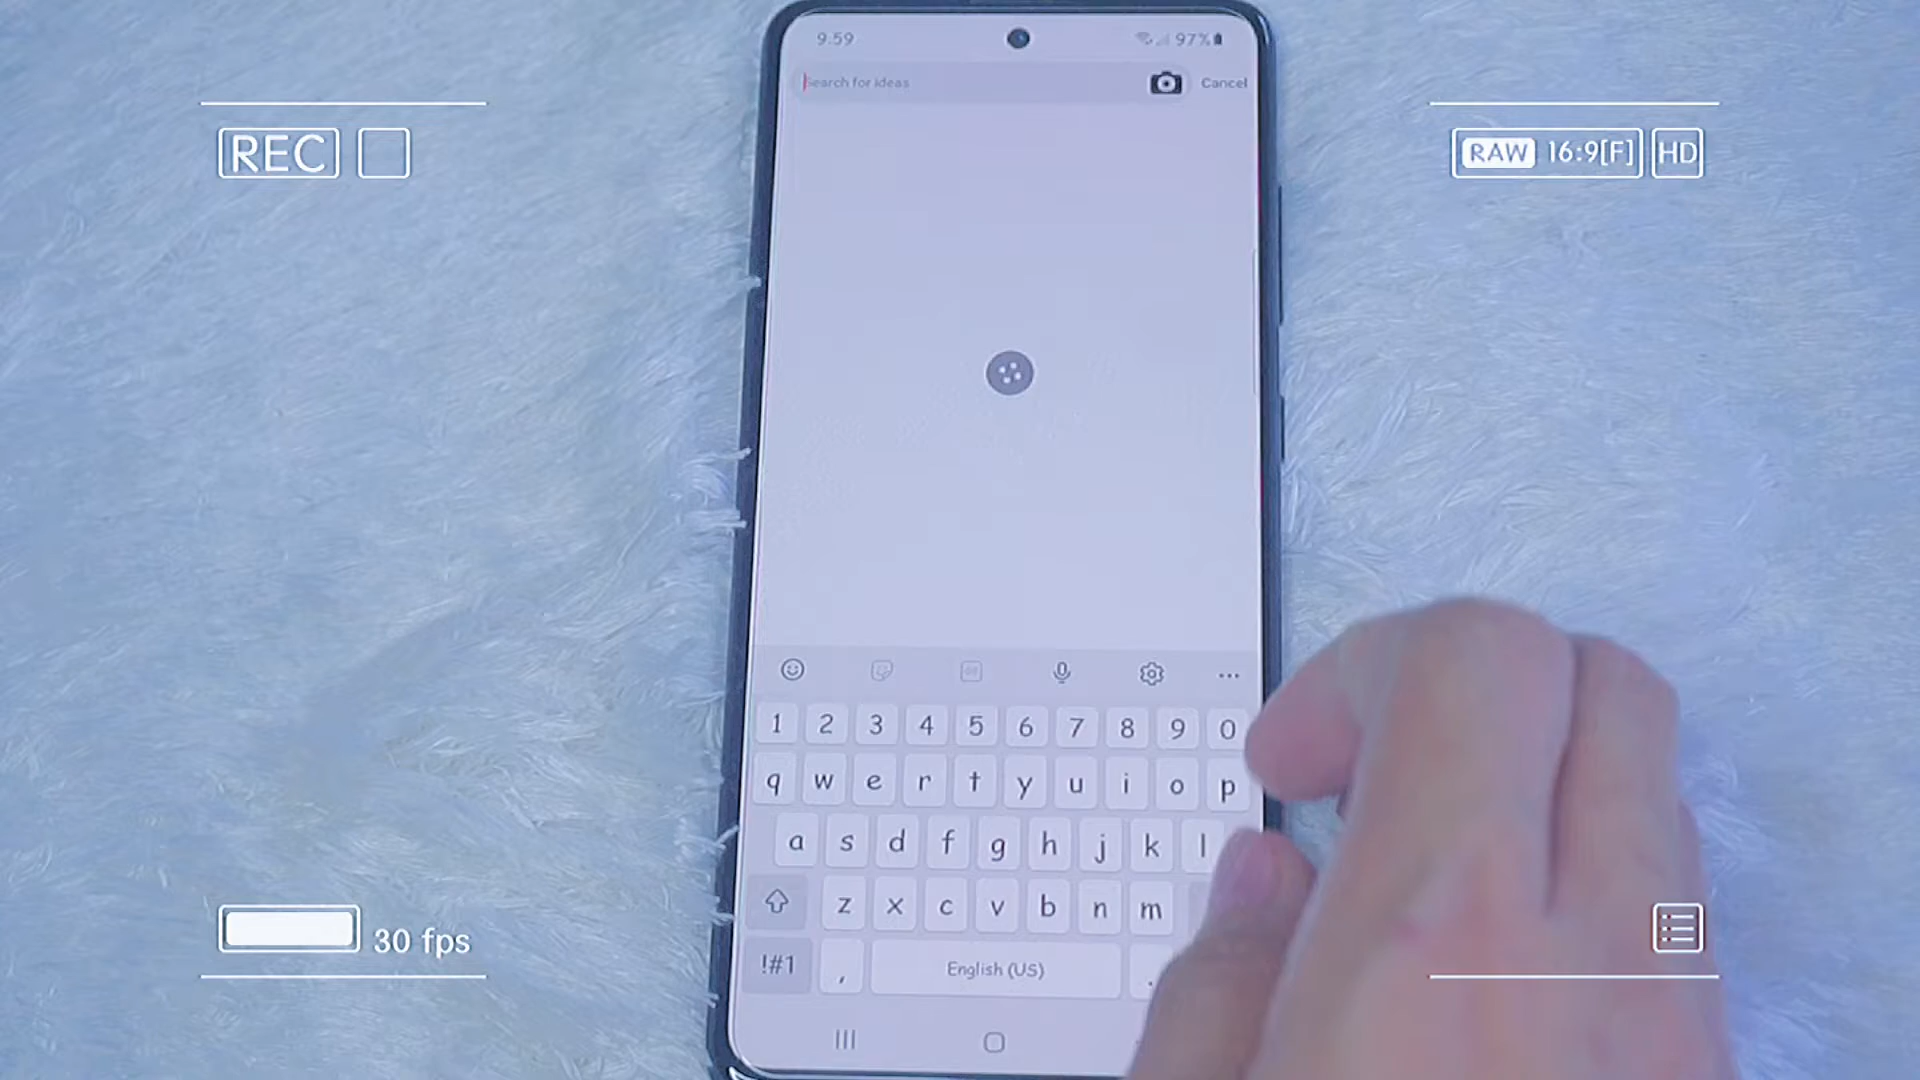 9.59
97%
Search for ideas
Cancel
REC
RAW 16:9[F] HD
1 2 3 4 5 6 7 8 9 0
q w e r t y u i o p
a s d f g h j k l
z x c v b n m
!#1 , English (US) .
30 fps